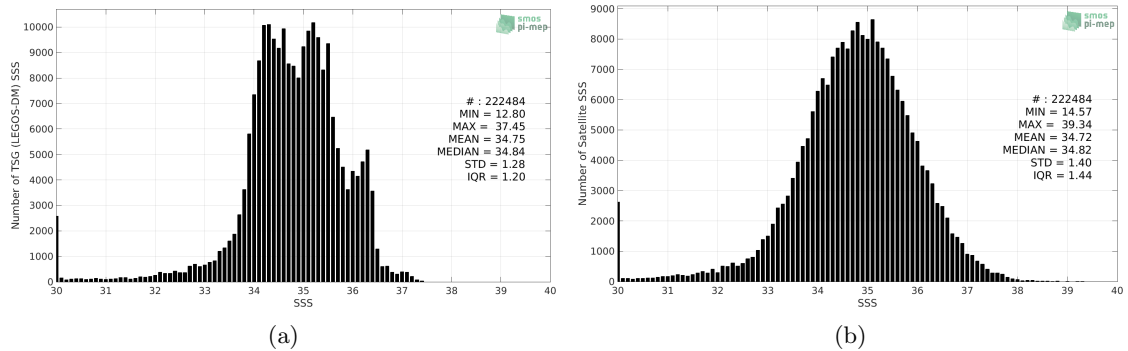 10000
9000
8000
7000
6000
5000
4000
3000
2000
1000
0
Number of TSG (LEGOS-DM) SSS
smos
pi-mep
# : 222484
MIN = 12.80
MAX = 37.45
MEAN = 34.75
MEDIAN = 34.84
STD = 1.28
IQR = 1.20
30 31 32 33 34 35 36 37 38 39 40
SSS
(a)
9000
8000
7000
6000
5000
4000
3000
2000
1000
0
Number of Satellite SSS
smos
pi-mep
# : 222484
MIN = 14.57
MAX = 39.34
MEAN = 34.72
MEDIAN = 34.82
STD = 1.40
IQR = 1.44
30 31 32 33 34 35 36 37 38 39 40
SSS
(b)